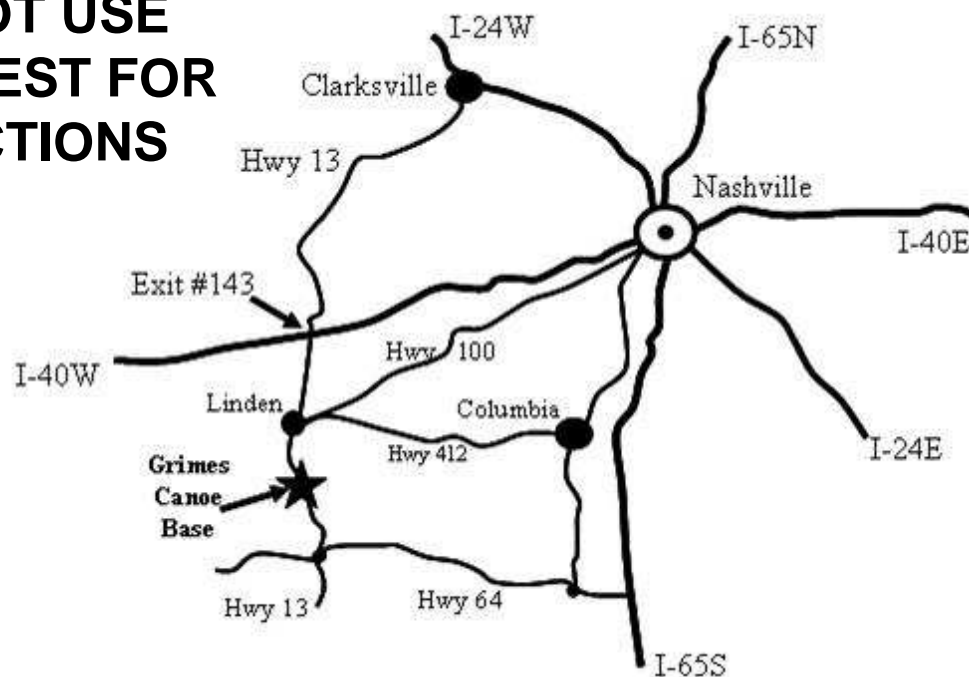 OT USE
EST FOR
CTIONS
I-24W
I-65N
Clarksville
Hwy 13
Nashville
I-40E
Exit #143
Hwy 100
I-40W
Linden
Columbia
Hwy 412
I-24E
Grimes
Canoe
Base
Hwy 13
Hwy 64
I-65S